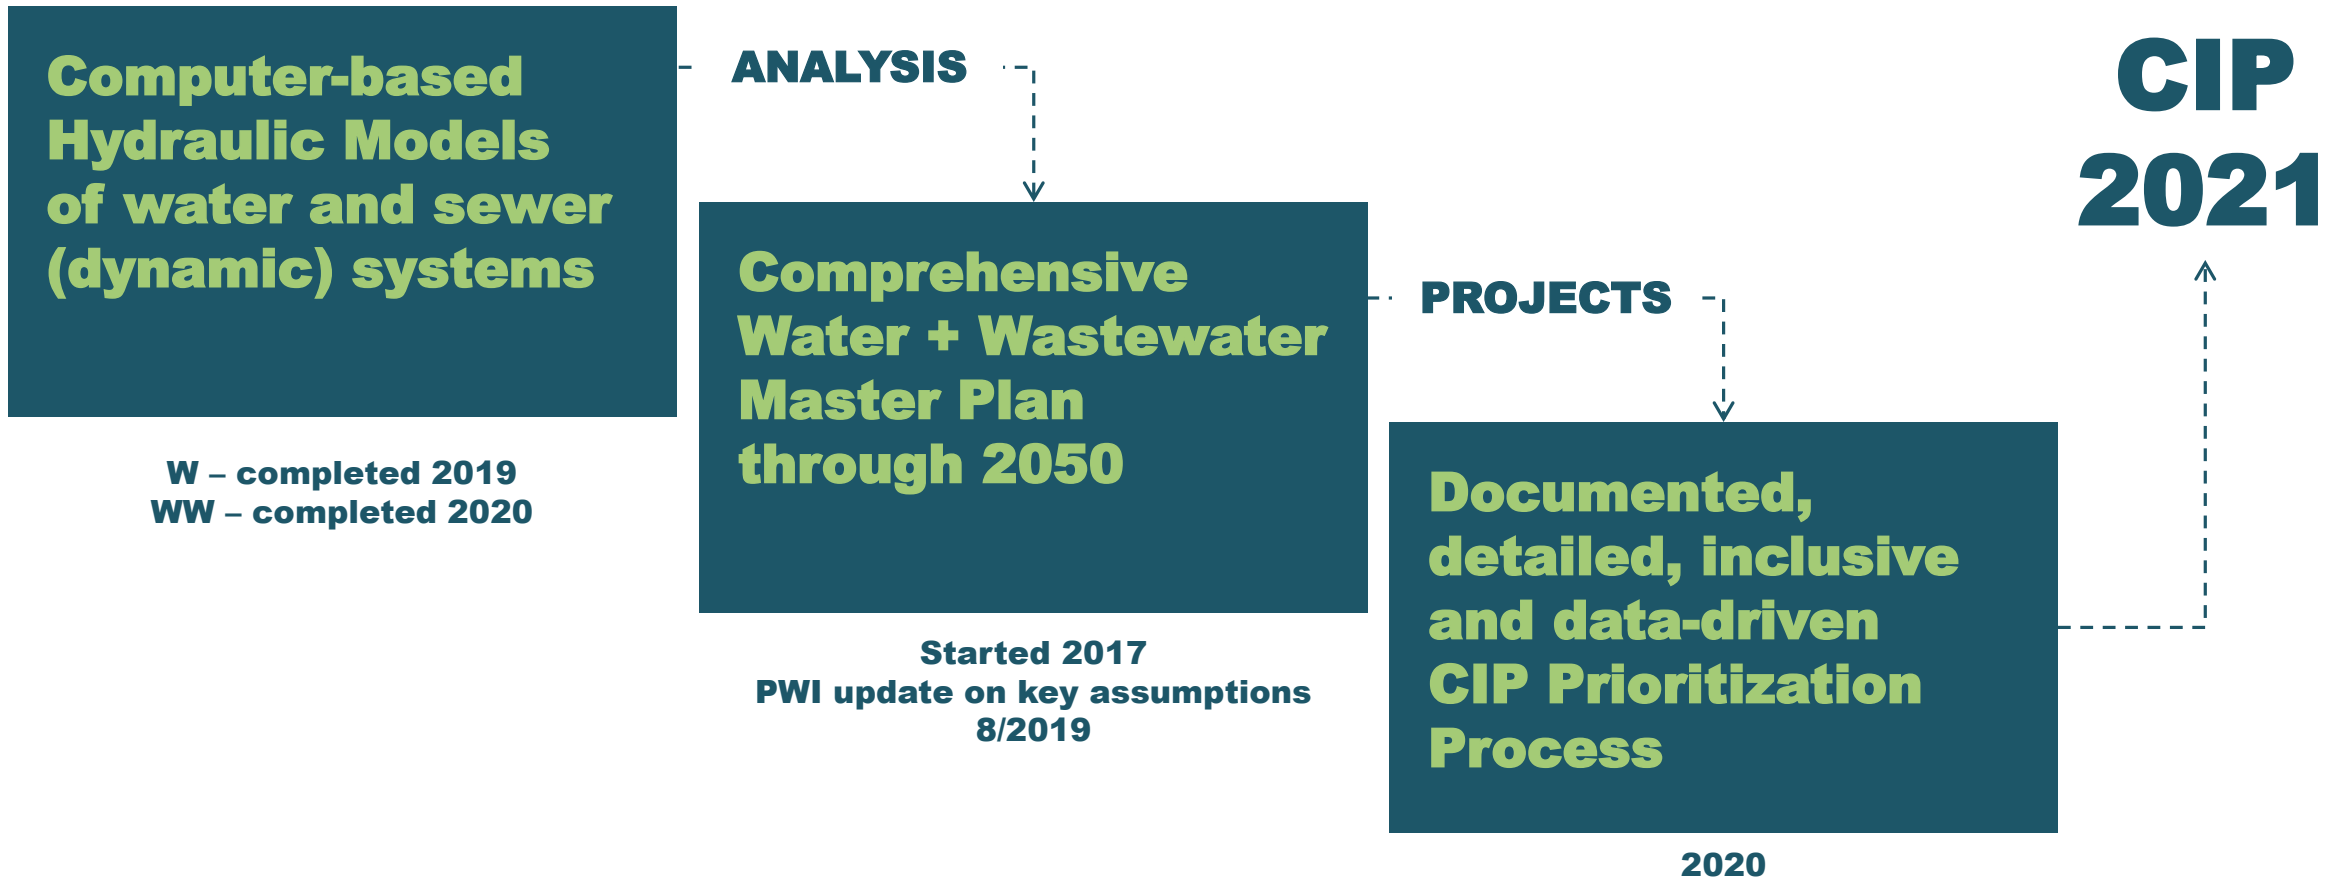 Computer-based
Hydraulic Models
of water and sewer
(dynamic) systems
W – completed 2019
WW – completed 2020
ANALYSIS
Comprehensive
Water + Wastewater
Master Plan
through 2050
Started 2017
PWI update on key assumptions
8/2019
PROJECTS
Documented,
detailed, inclusive
and data-driven
CIP Prioritization
Process
2020
CIP
2021